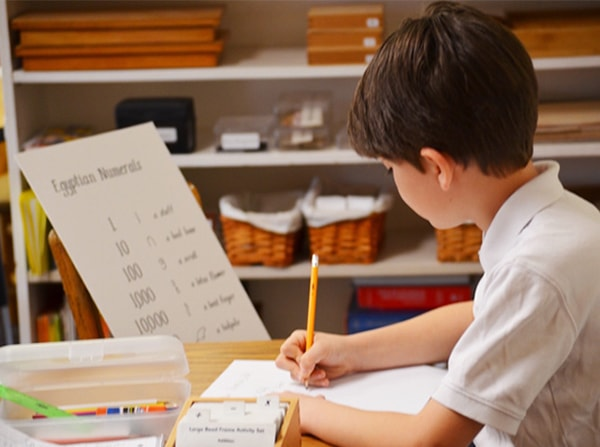 Egyptian Numerals
1 a staff
10 a heel bone
100 a scroll
1000 a lotus flower
10000 a bent finger
a tadpole
Large Bead Frame Activity Set
Addition